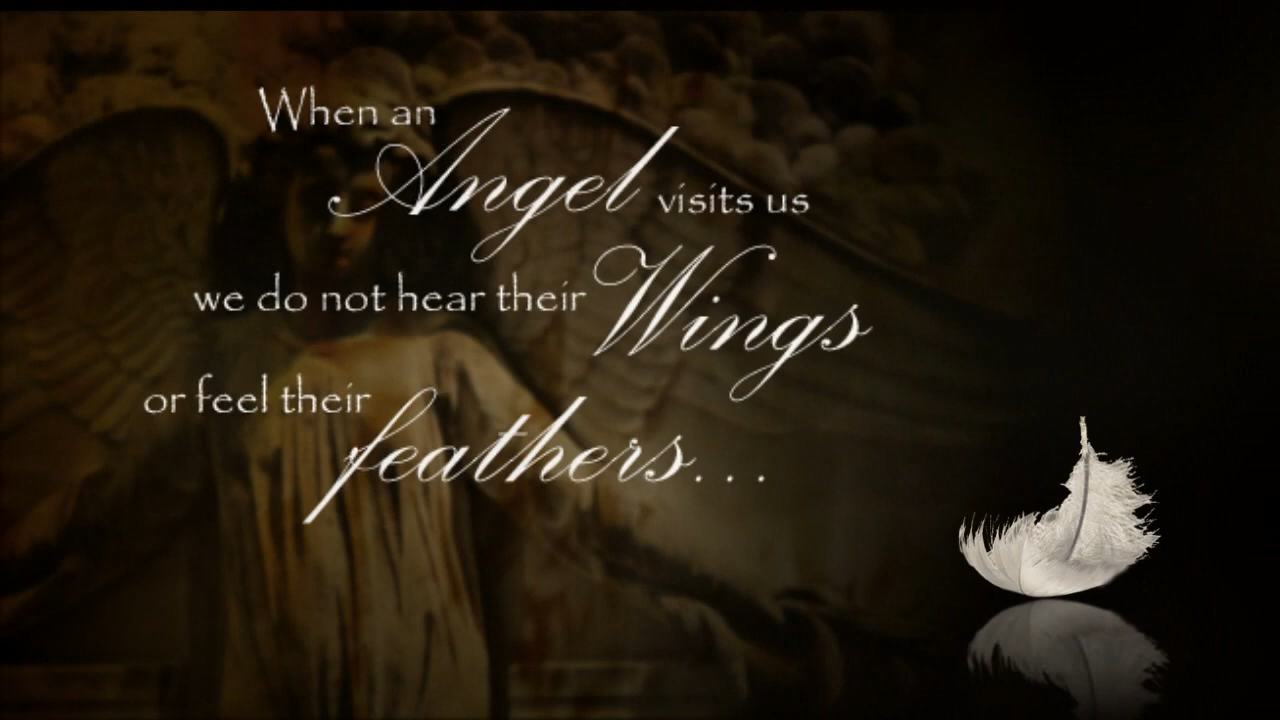 When an
Angel visits us
we do not hear their Wings
or feel their
feathers...